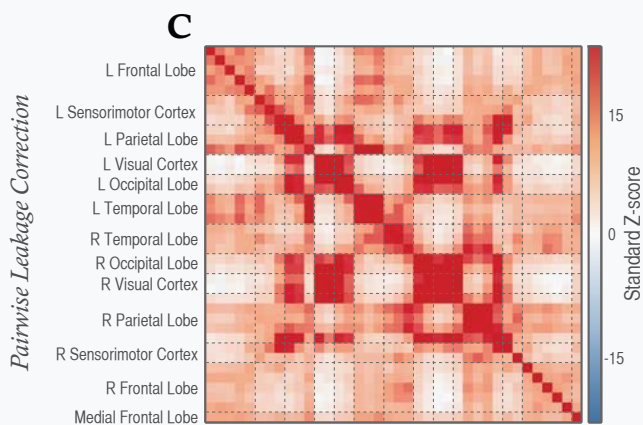 C
Pairwise Leakage Correction
L Frontal Lobe
L Sensorimotor Cortex
L Parietal Lobe
L Visual Cortex
L Occipital Lobe
L Temporal Lobe
R Temporal Lobe
R Occipital Lobe
R Visual Cortex
R Parietal Lobe
R Sensorimotor Cortex
R Frontal Lobe
Medial Frontal Lobe
15
0
-15
Standard Z-score